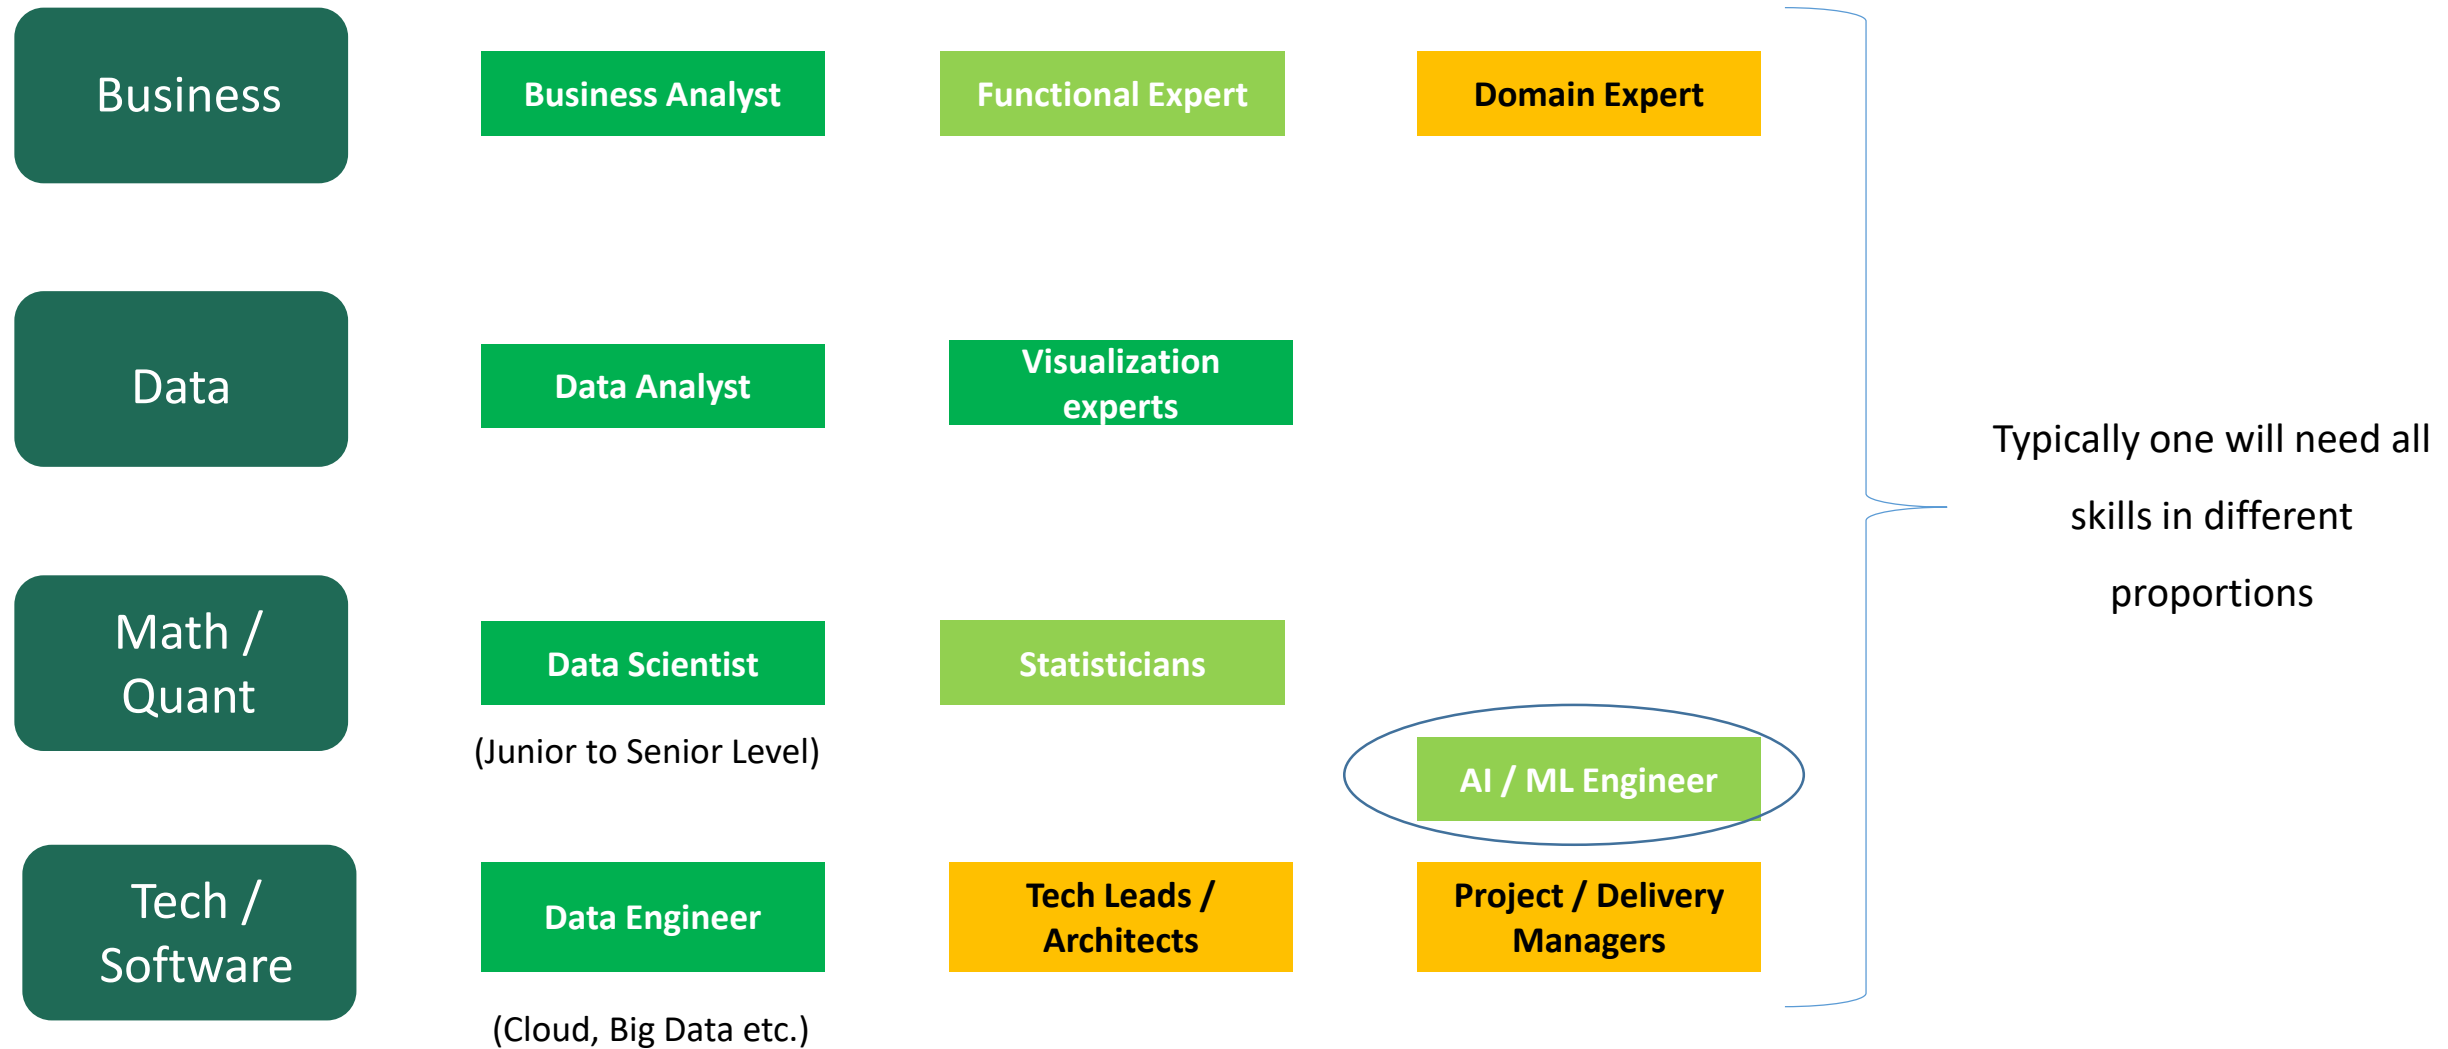 Business
Business Analyst
Functional Expert
Domain Expert
Data
Data Analyst
Visualization
experts
Typically one will need all
skills in different
proportions
Math /
Quant
Data Scientist
Statisticians
(Junior to Senior Level)
AI / ML Engineer
Tech /
Software
Data Engineer
Tech Leads /
Architects
Project / Delivery
Managers
(Cloud, Big Data etc.)